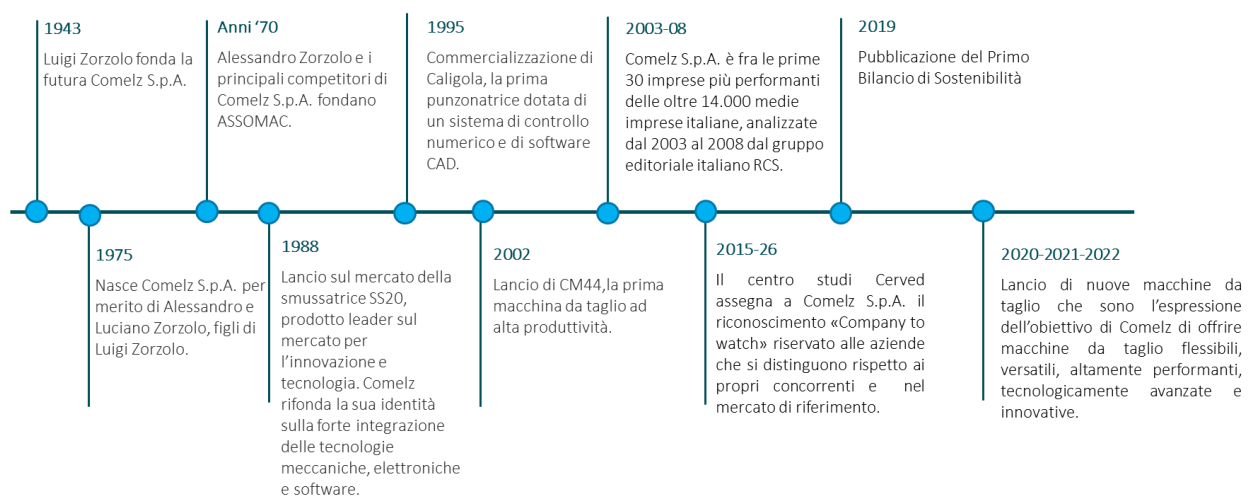 1943
Luigi Zorzolo fonda la
futura Comelz S.p.A.
Anni ‘70
Alessandro Zorzolo e i
principali competitori di
Comelz S.p.A. fondano
ASSOMAC.
1995
Commercializzazione di
Caligola, la prima
punzonatrice dotata di
un sistema di controllo
numerico e di software
CAD.
2003-08
Comelz S.p.A. è fra le prime
30 imprese più performanti
delle oltre 14.000 medie
imprese italiane, analizzate
dal 2003 al 2008 dal gruppo
editoriale italiano RCS.
2019
Pubblicazione del Primo
Bilancio di Sostenibilità
1975
Nasce Comelz S.p.A. per
merito di Alessandro e
Luciano Zorzolo, figli di
Luigi Zorzolo.
1988
Lancio sul mercato della
smussatrice SS20,
prodotto leader sul
mercato per
l’innovazione e
tecnologia. Comelz
rifonda la sua identità
sulla forte integrazione
delle tecnologie
meccaniche, elettroniche
e software.
2002
Lancio di CM44,la prima
macchina da taglio ad
alta produttività.
2015-26
Il centro studi Cerved
assegna a Comelz S.p.A. il
riconoscimento «Company to
watch» riservato alle aziende
che si distinguono rispetto ai
propri concorrenti e nel
mercato di riferimento.
2020-2021-2022
Lancio di nuove macchine da
taglio che sono l’espressione
dell’obiettivo di Comelz di offrire
macchine da taglio flessibili,
versatili, altamente performanti,
tecnologicamente avanzate e
innovative.